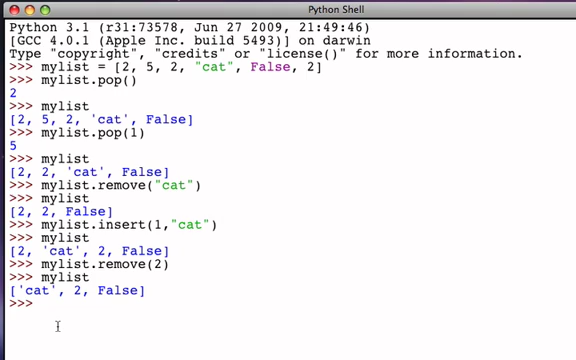 Python Shell
Python 3.1 (r31:73578, Jun 27 2009, 21:49:46)
[GCC 4.0.1 (Apple Inc. build 5493)] on darwin
Type "copyright", "credits" or "license()" for more information.
>>> mylist = [2, 5, 2, "cat", False, 2]
>>> mylist.pop()
2
>>> mylist
[2, 5, 2, 'cat', False]
>>> mylist.pop(1)
5
>>> mylist
[2, 2, 'cat', False]
>>> mylist.remove("cat")
>>> mylist
[2, 2, False]
>>> mylist.insert(1,"cat")
>>> mylist
[2, 'cat', 2, False]
>>> mylist.remove(2)
>>> mylist
['cat', 2, False]
>>>